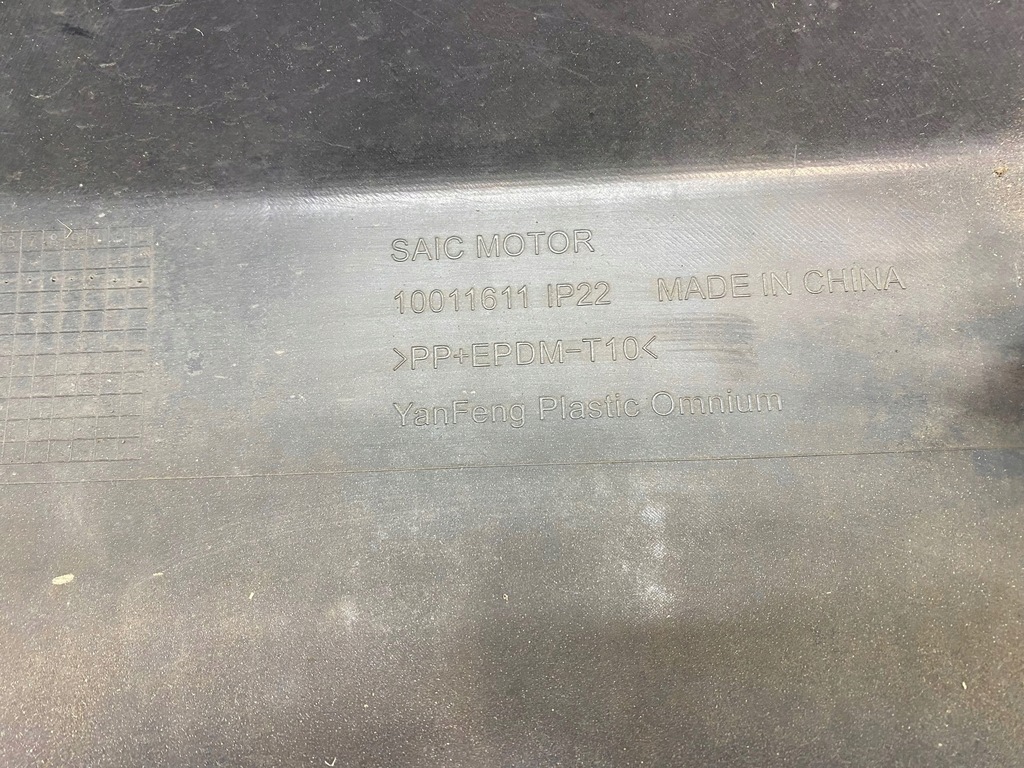 SAIC MOTOR
10011611 IP22 MADE IN CHINA
>PP+EPDM-T10<
YanFeng Plastic Omnium